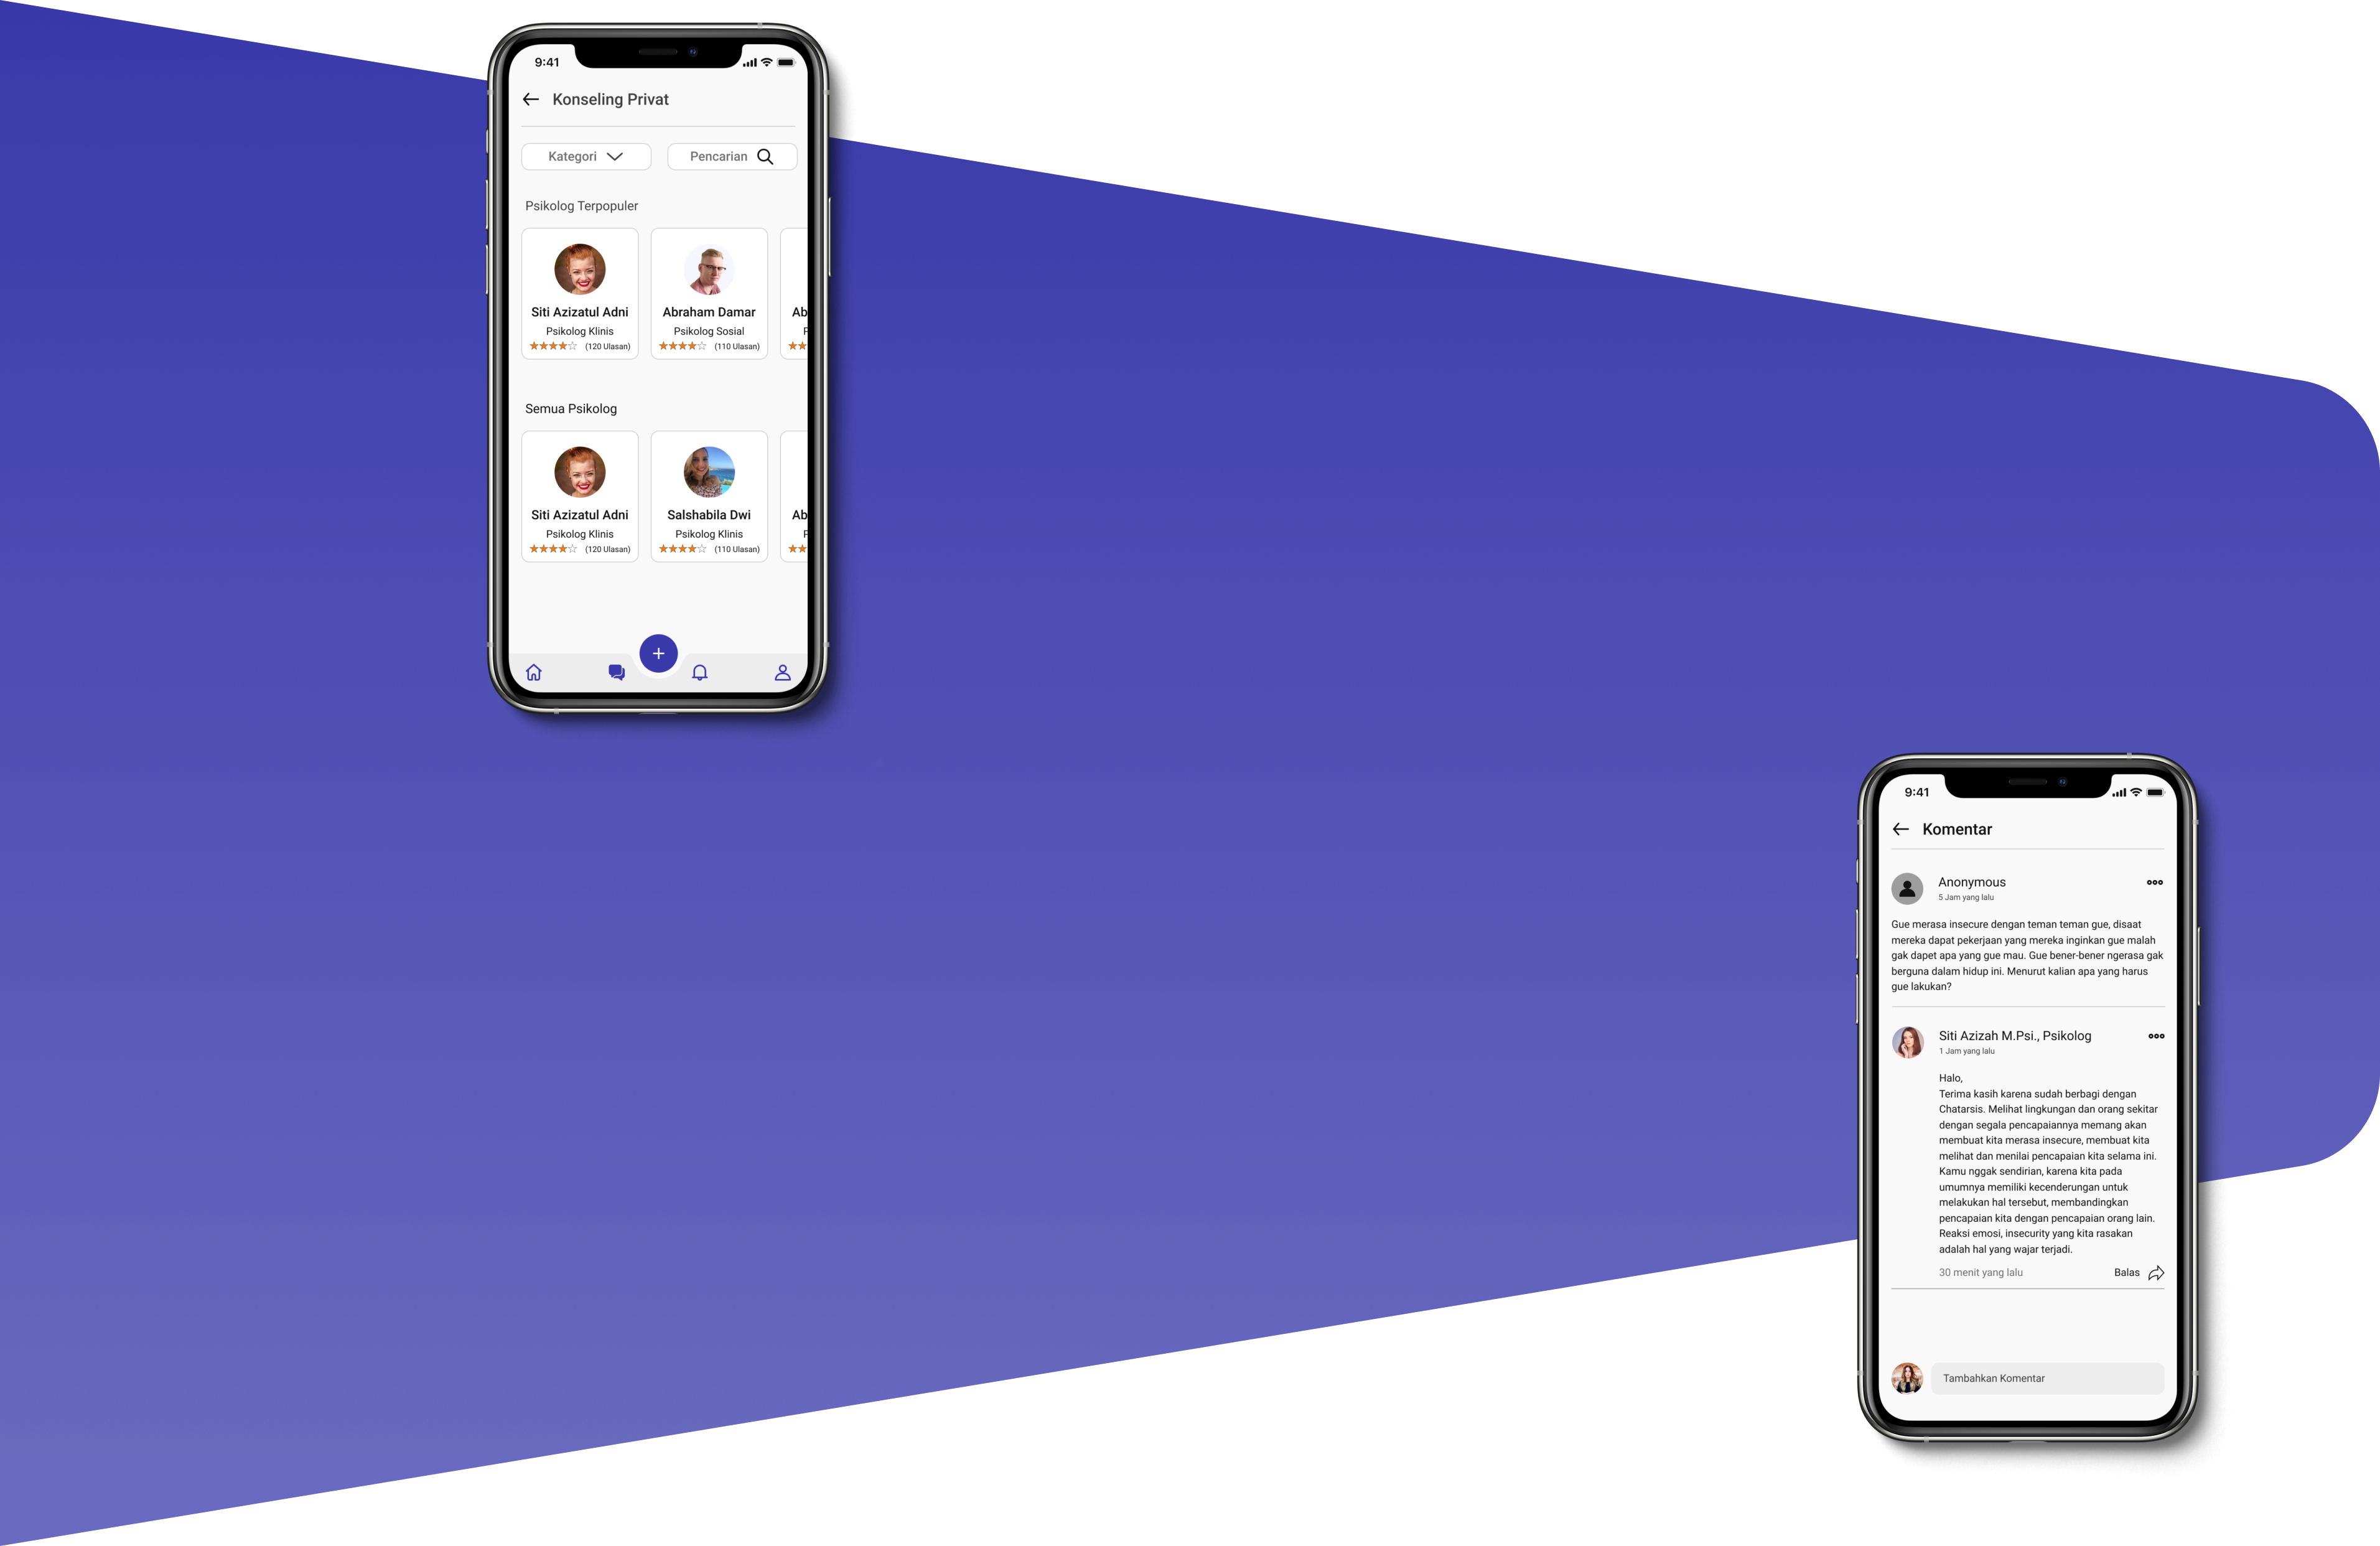 9:41
Konseling Privat
Kategori
Pencarian
Psikolog Terpopuler
Siti Azizatul Adni
Psikolog Klinis
(120 Ulasan)
Abraham Damar
Psikolog Sosial
(110 Ulasan)
Ab
P
Semua Psikolog
Siti Azizatul Adni
Psikolog Klinis
(120 Ulasan)
Salshabila Dwi
Psikolog Klinis
(110 Ulasan)
Ab
P
9:41
Komentar
Anonymous
5 Jam yang lalu
Gue merasa insecure dengan teman teman gue, disaat
mereka dapat pekerjaan yang mereka inginkan gue malah
gak dapet apa yang gue mau. Gue bener-bener ngerasa gak
berguna dalam hidup ini. Menurut kalian apa yang harus
gue lakukan?
Siti Azizah M.Psi., Psikolog
1 Jam yang lalu
Halo,
Terima kasih karena sudah berbagi dengan
Chatarsis. Melihat lingkungan dan orang sekitar
dengan segala pencapaiannya memang akan
membuat kita merasa insecure, membuat kita
melihat dan menilai pencapaian kita selama ini.
Kamu nggak sendirian, karena kita pada
umumnya memiliki kecenderungan untuk
melakukan hal tersebut, membandingkan
pencapaian kita dengan pencapaian orang lain.
Reaksi emosi, insecurity yang kita rasakan
adalah hal yang wajar terjadi.
30 menit yang lalu
Balas
Tambahkan Komentar